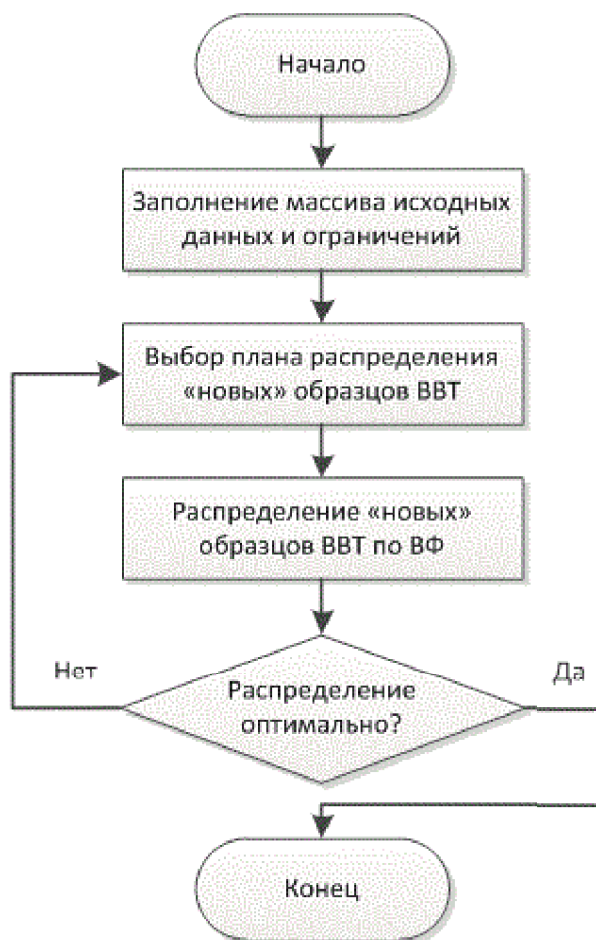 Начало
Заполнение массива исходных
данных и ограничений
Выбор плана распределения
«новых» образцов ВВТ
Распределение «новых»
образцов ВВТ по ВФ
Нет
Да
Распределение
оптимально?
Конец